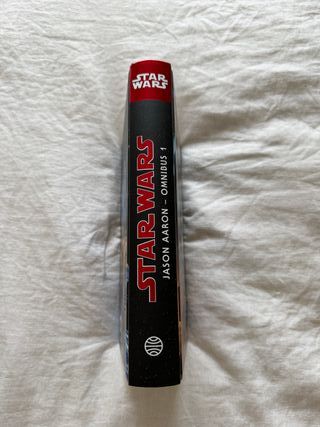 STAR
WARS
STAR WARS
JASON AARON – OMNIBUS 1